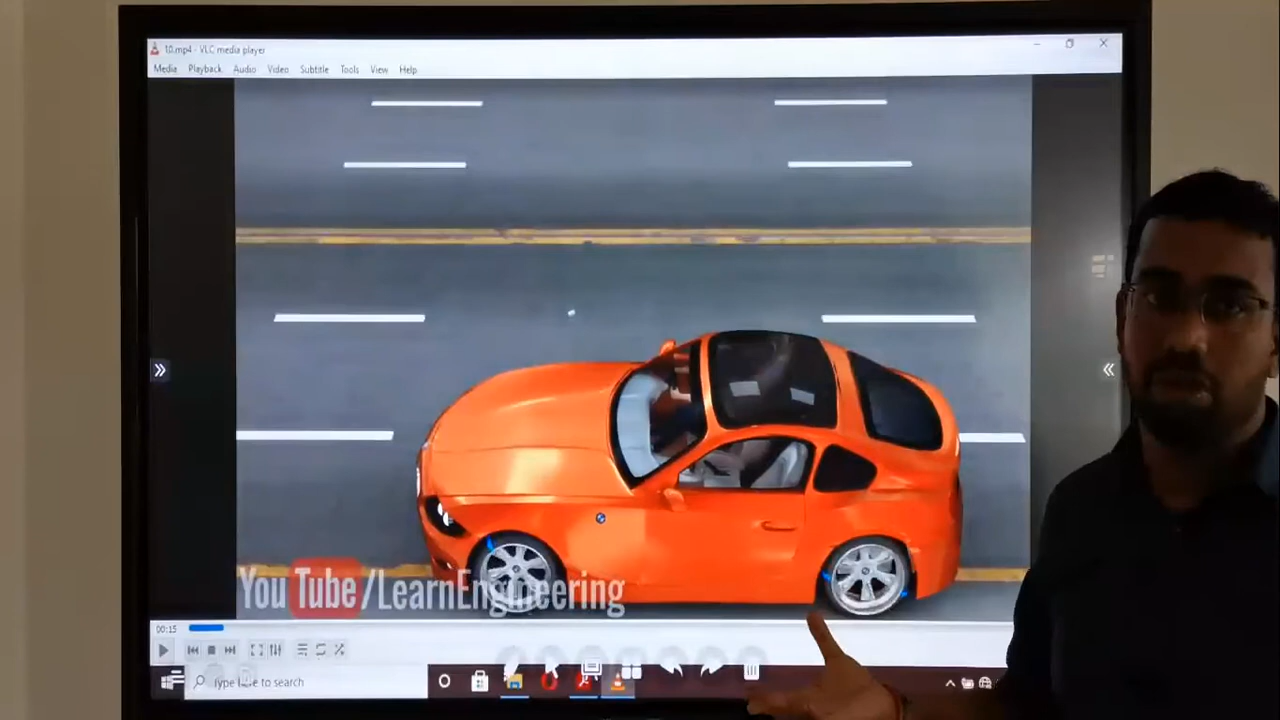 10.mp4 - VLC media player
Media Playback Audio Video Subtitle Tools View Help
YouTube/LearnEngineering
00:15
Type here to search